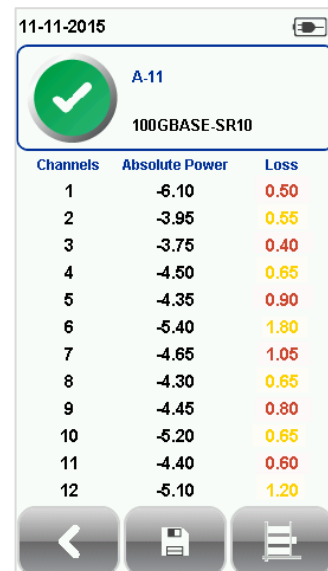 11-11-2015
A-11
100GBASE-SR10
Channels Absolute Power Loss
1 -6.10 0.50
2 -3.95 0.55
3 -3.75 0.40
4 -4.50 0.65
5 -4.35 0.90
6 -5.40 1.80
7 -4.65 1.05
8 -4.30 0.65
9 -4.45 0.80
10 -5.20 0.65
11 -4.40 0.60
12 -5.10 1.20